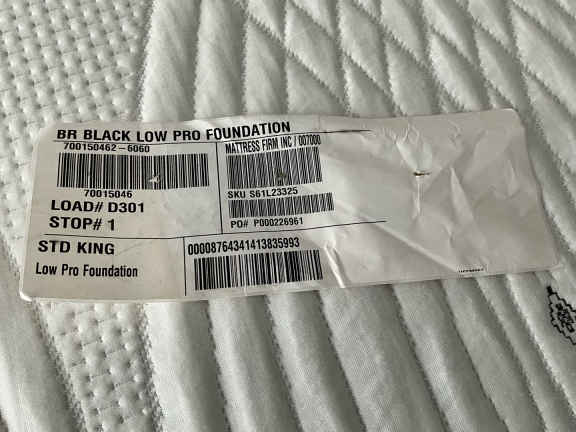 BR BLACK LOW PRO FOUNDATION
700150462-6060
MATTRESS FIRM INC / 007000
70015046
SKU S61L23325
LOAD# D301
STOP# 1
PO# P000226961
STD KING
00008764341413835993
Low Pro Foundation